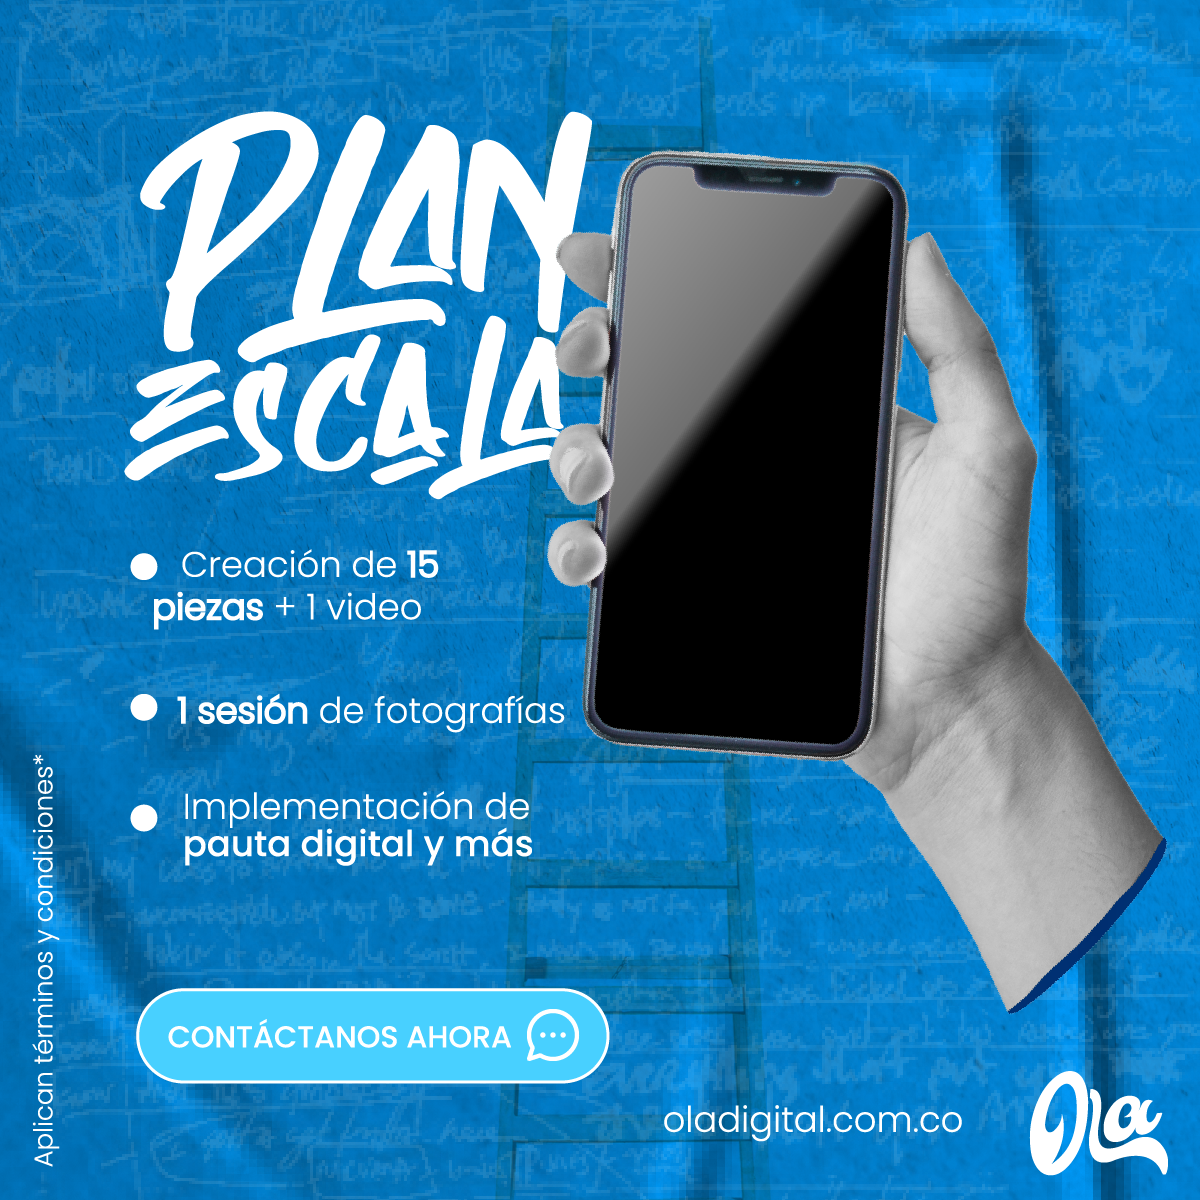 PLAN
ESCALA
Creación de 15
piezas + 1 video
1 sesión de fotografías
Implementación de
pauta digital y más
Aplican términos y condiciones*
CONTÁCTANOS AHORA
oladigital.com.co
Ola